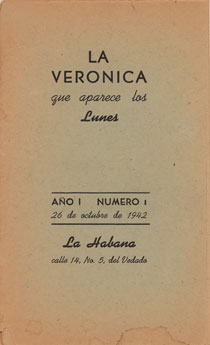 LA
VERONICA
que aparece los
Lunes
AÑO I NUMERO 1
26 de octubre de 1942
La Habana
calle 14, No. 5, del Vedado